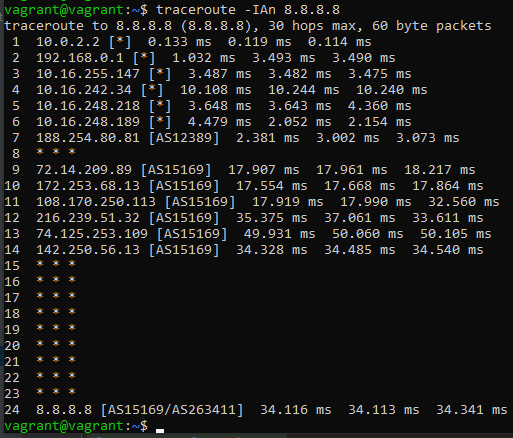 vagrant@vagrant:~$ traceroute -IAn 8.8.8.8
traceroute to 8.8.8.8 (8.8.8.8), 30 hops max, 60 byte packets
 1  10.0.2.2 [*]  0.133 ms  0.119 ms  0.114 ms
 2  192.168.0.1 [*]  1.032 ms  3.493 ms  3.490 ms
 3  10.16.255.147 [*]  3.487 ms  3.482 ms  3.475 ms
 4  10.16.242.34 [*]  10.108 ms  10.244 ms  10.240 ms
 5  10.16.248.218 [*]  3.648 ms  3.643 ms  4.360 ms
 6  10.16.248.189 [*]  4.479 ms  2.052 ms  2.154 ms
 7  188.254.80.81 [AS12389]  2.381 ms  3.002 ms  3.073 ms
 8  * * *
 9  72.14.209.89 [AS15169]  17.907 ms  17.961 ms  18.217 ms
10  172.253.68.13 [AS15169]  17.554 ms  17.668 ms  17.864 ms
11  108.170.250.113 [AS15169]  17.919 ms  17.990 ms  32.560 ms
12  216.239.51.32 [AS15169]  35.375 ms  37.061 ms  33.611 ms
13  74.125.253.109 [AS15169]  49.931 ms  50.060 ms  50.105 ms
14  142.250.56.13 [AS15169]  34.328 ms  34.485 ms  34.540 ms
15  * * *
16  * * *
17  * * *
18  * * *
19  * * *
20  * * *
21  * * *
22  * * *
23  * * *
24  8.8.8.8 [AS15169/AS263411]  34.116 ms  34.113 ms  34.341 ms
vagrant@vagrant:~$